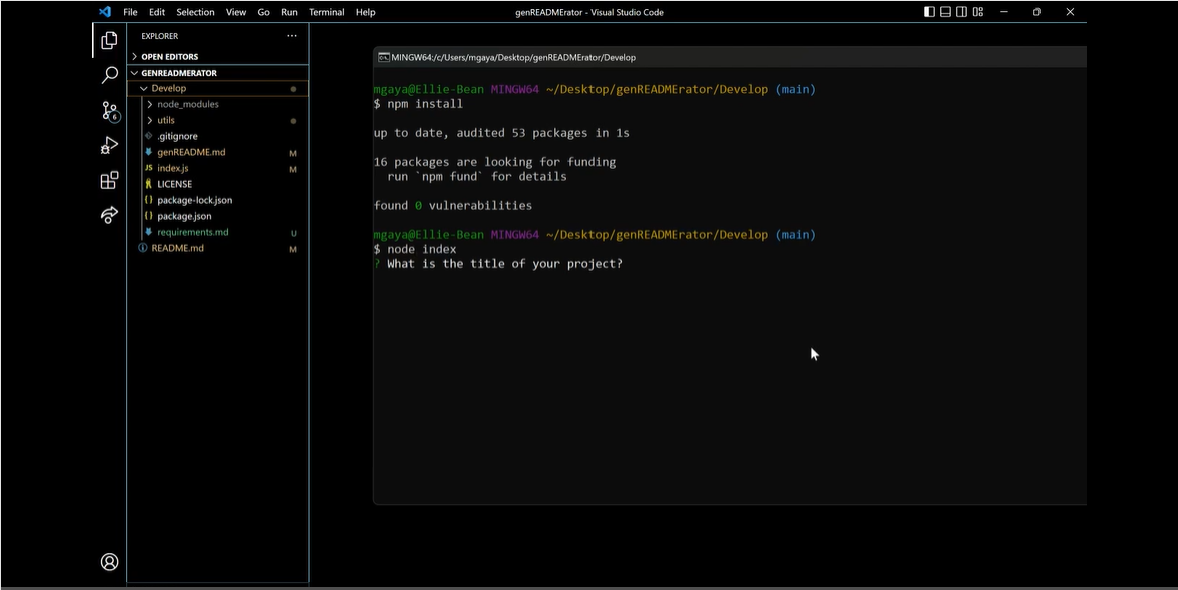 File Edit Selection View Go Run Terminal Help genREADMErator - Visual Studio Code
EXPLORER ...
OPEN EDITORS
GENREADMERATOR
Develop
node_modules
utils
.gitignore
genREADME.md M
JS index.js M
LICENSE
{} package-lock.json
{} package.json
requirements.md U
README.md M
6
MINGW64:/c/Users/mgaya/Desktop/genREADMErator/Develop
mgaya@Ellie-Bean MINGW64 ~/Desktop/genREADMErator/Develop (main)
$ npm install
up to date, audited 53 packages in 1s
16 packages are looking for funding
run `npm fund` for details
found 0 vulnerabilities
mgaya@Ellie-Bean MINGW64 ~/Desktop/genREADMErator/Develop (main)
$ node index
? What is the title of your project?